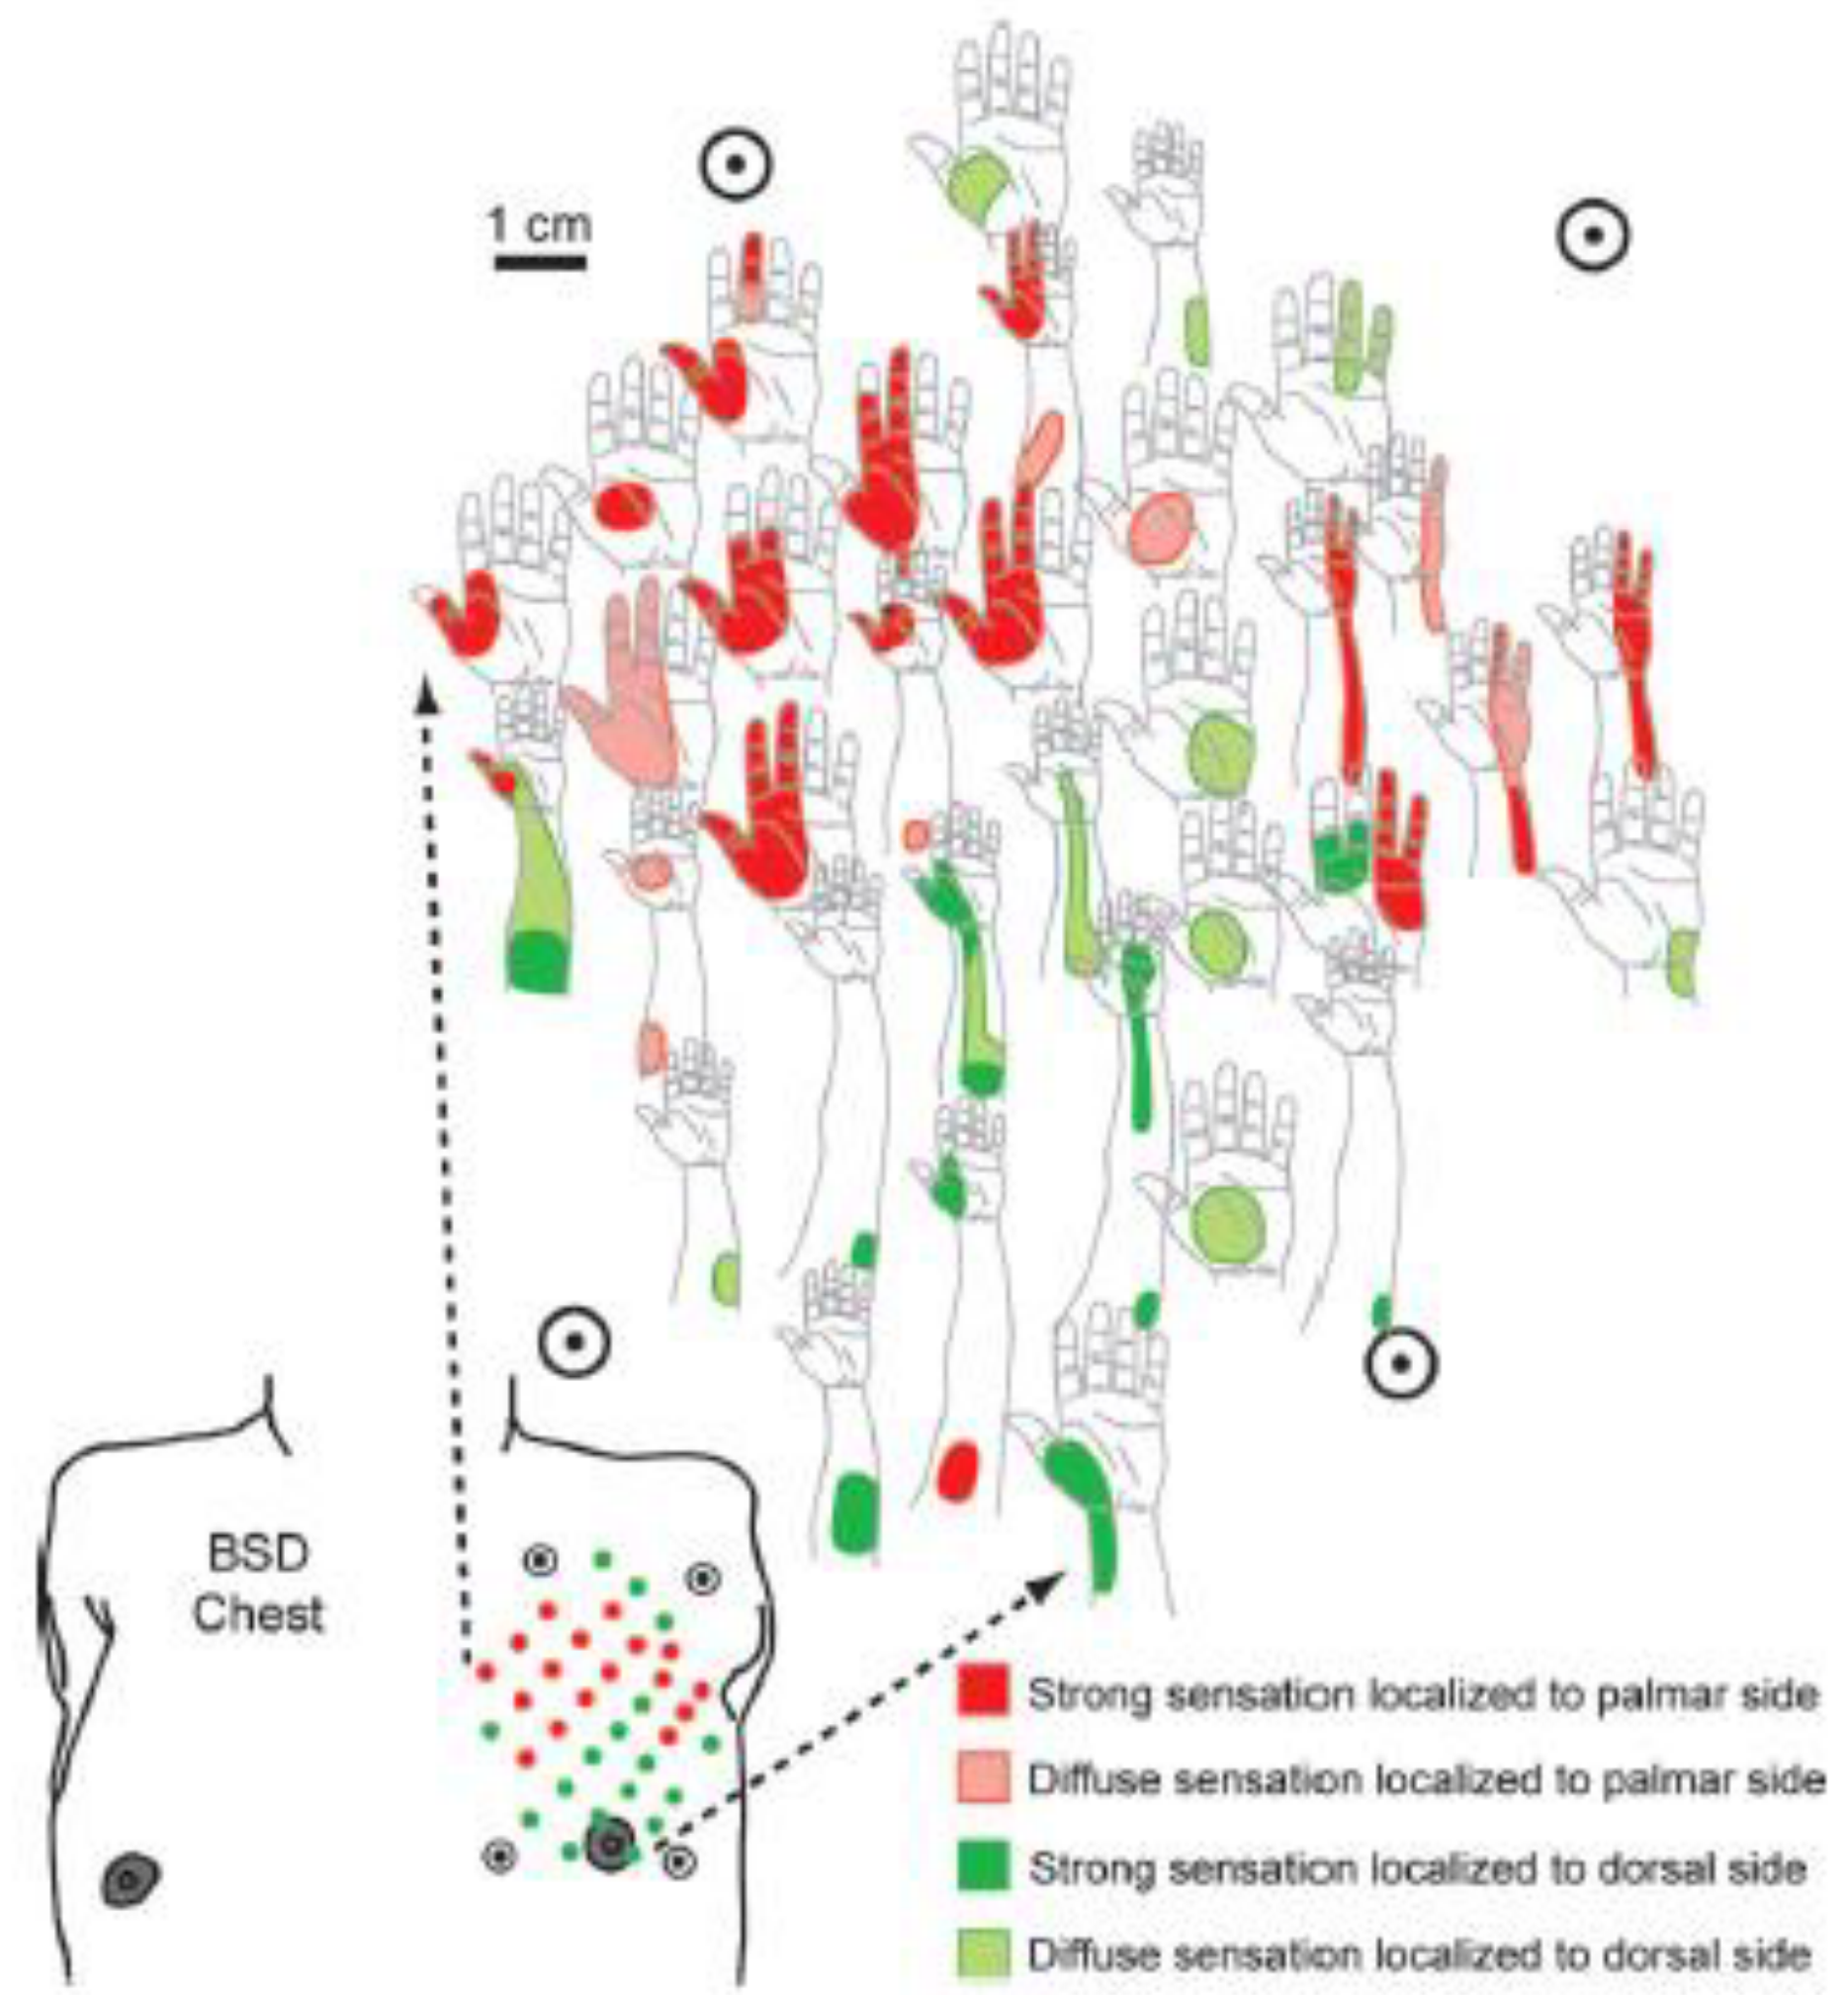 1 cm
BSD
Chest
Strong sensation localized to palmar side
Diffuse sensation localized to palmar side
Strong sensation localized to dorsal side
Diffuse sensation localized to dorsal side